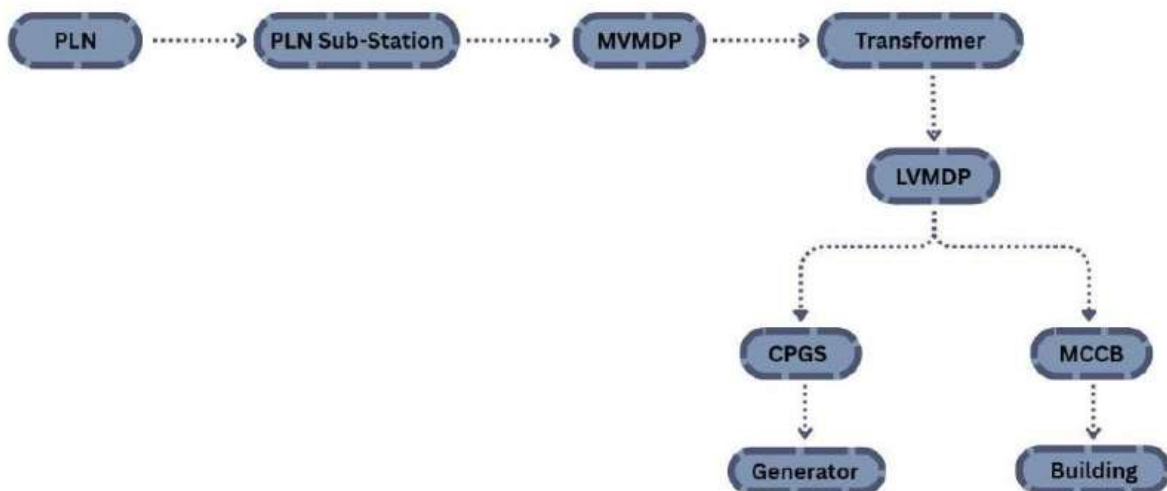 PLN
PLN Sub-Station
MVMDP
Transformer
LVMDP
CPGS
MCCB
Generator
Building